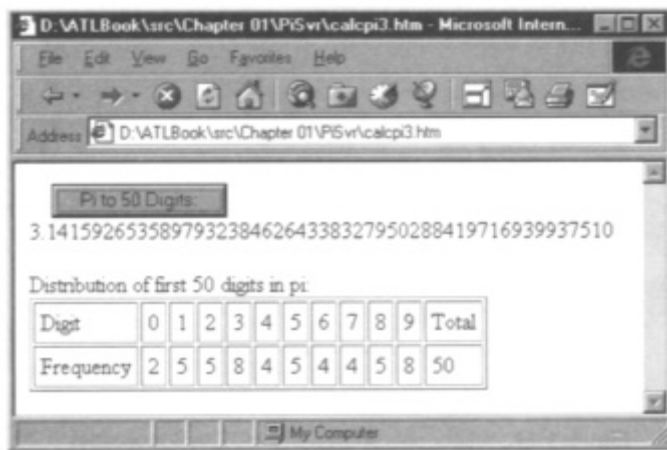 D:\ATLBook\src\Chapter 01\PiSvr\calcpi3.htm - Microsoft Intern...
File Edit View Go Favorites Help
Address D:\ATLBook\src\Chapter 01\PiSvr\calcpi3.htm
Pi to 50 Digits:
3.14159265358979323846264338327950288419716939937510
Distribution of first 50 digits in pi:
Digit 0 1 2 3 4 5 6 7 8 9 Total
Frequency 2 5 5 8 4 5 4 4 5 8 50
My Computer